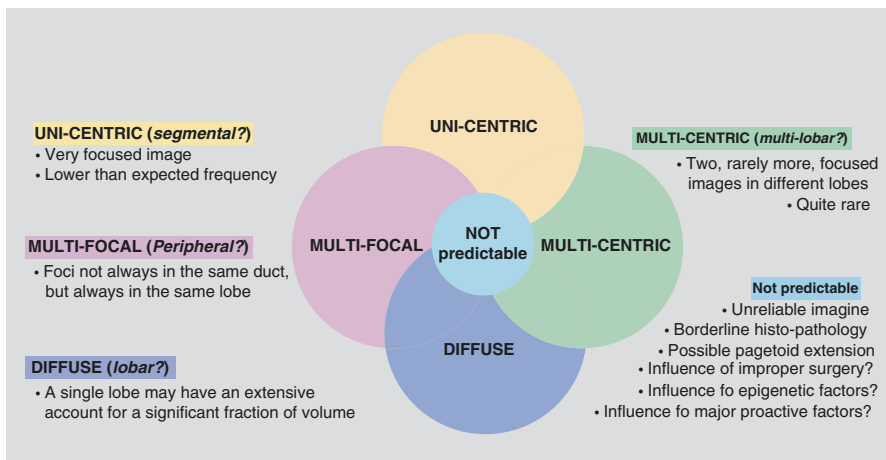 UNI-CENTRIC
UNI-CENTRIC (segmental?)
• Very focused image
• Lower than expected frequency
MULTI-CENTRIC (multi-lobar?)
• Two, rarely more, focused
images in different lobes
• Quite rare
MULTI-FOCAL
NOT
predictable
MULTI-CENTRIC
MULTI-FOCAL (Peripheral?)
• Foci not always in the same duct,
but always in the same lobe
Not predictable
• Unreliable imagine
• Borderline histo-pathology
• Possible pagetoid extension
• Influence of improper surgery?
• Influence fo epigenetic factors?
• Influence fo major proactive factors?
DIFFUSE
DIFFUSE (lobar?)
• A single lobe may have an extensive
account for a significant fraction of volume